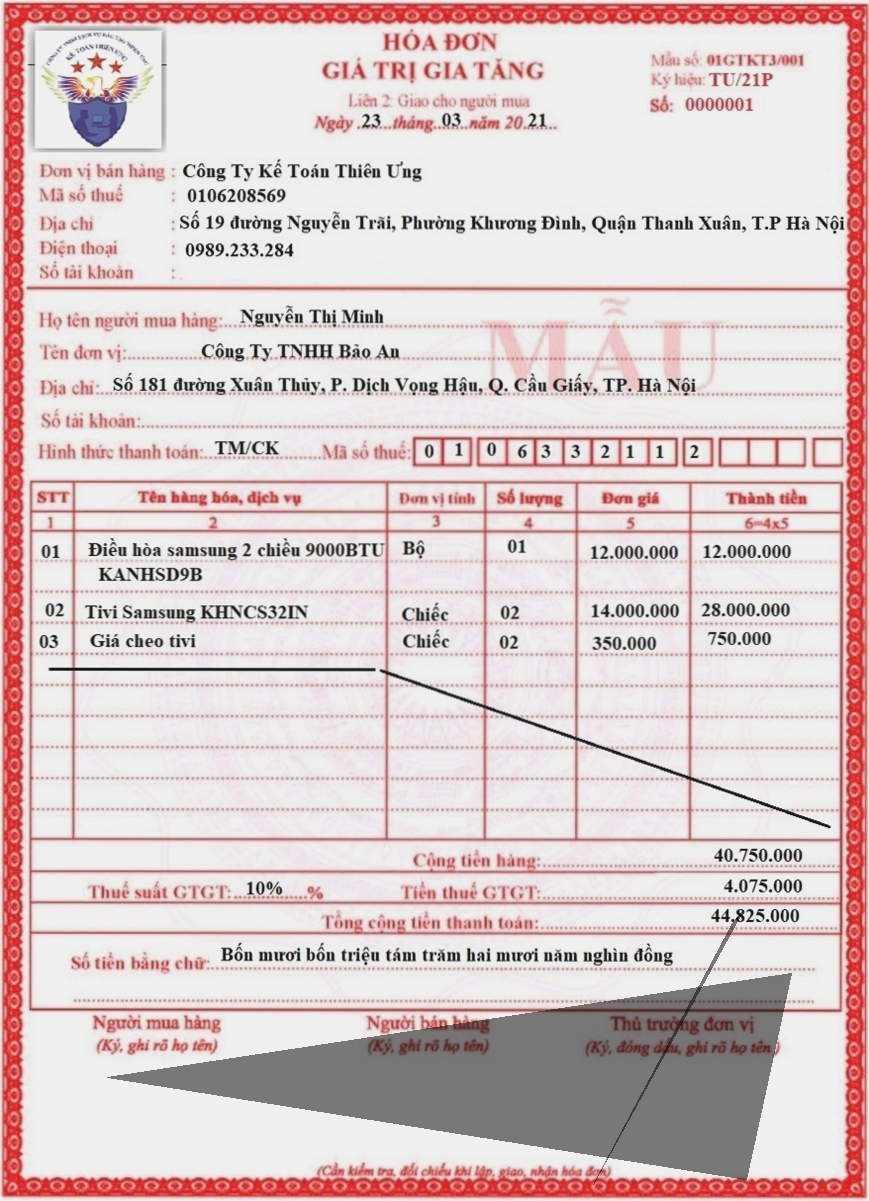 CÔNG TY TNHH DỊCH VỤ ĐÀO TẠO THIÊN ƯNG
KẾ TOÁN THIÊN ƯNG
HÓA ĐƠN
GIÁ TRỊ GIA TĂNG
Liên 2: Giao cho người mua
Ngày 23 tháng 03 năm 2021
Mẫu số: 01GTKT3/001
Ký hiệu: TU/21P
Số: 0000001
Đơn vị bán hàng : Công Ty Kế Toán Thiên Ưng
Mã số thuế : 0106208569
Địa chỉ : Số 19 đường Nguyễn Trãi, Phường Khương Đình, Quận Thanh Xuân, T.P Hà Nội
Điện thoại : 0989.233.284
Số tài khoản :
MẪU
Họ tên người mua hàng: Nguyễn Thị Minh
Tên đơn vị: Công Ty TNHH Bảo An
Địa chỉ: Số 181 đường Xuân Thủy, P. Dịch Vọng Hậu, Q. Cầu Giấy, TP. Hà Nội
Số tài khoản:
Hình thức thanh toán: TM/CK Mã số thuế: 0 1 0 6 3 3 2 1 1 2
STT Tên hàng hóa, dịch vụ Đơn vị tính Số lượng Đơn giá Thành tiền
1 2 3 4 5 6=4x5
01 Điều hòa samsung 2 chiều 9000BTU Bộ 01 12.000.000 12.000.000
KANHSD9B
02 Tivi Samsung KHNCS32IN Chiếc 02 14.000.000 28.000.000
03 Giá cheo tivi Chiếc 02 350.000 750.000
Cộng tiền hàng: 40.750.000
Thuế suất GTGT: 10% % Tiền thuế GTGT: 4.075.000
Tổng cộng tiền thanh toán: 44.825.000
Số tiền bằng chữ: Bốn mươi bốn triệu tám trăm hai mươi năm nghìn đồng
Người mua hàng Người bán hàng Thủ trưởng đơn vị
(Ký, ghi rõ họ tên) (Ký, ghi rõ họ tên) (Ký, đóng dấu, ghi rõ họ tên)
(Cần kiểm tra, đối chiếu khi lập, giao, nhận hóa đơn)